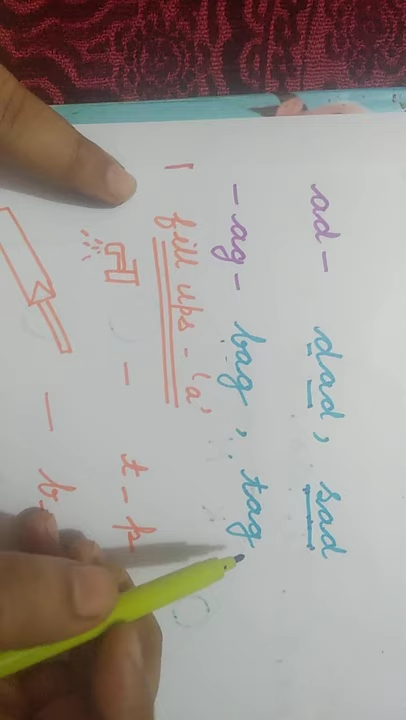 ad - dad, sad
- ag - bag, tag
fill ups - 'a'
- t - p
- b -